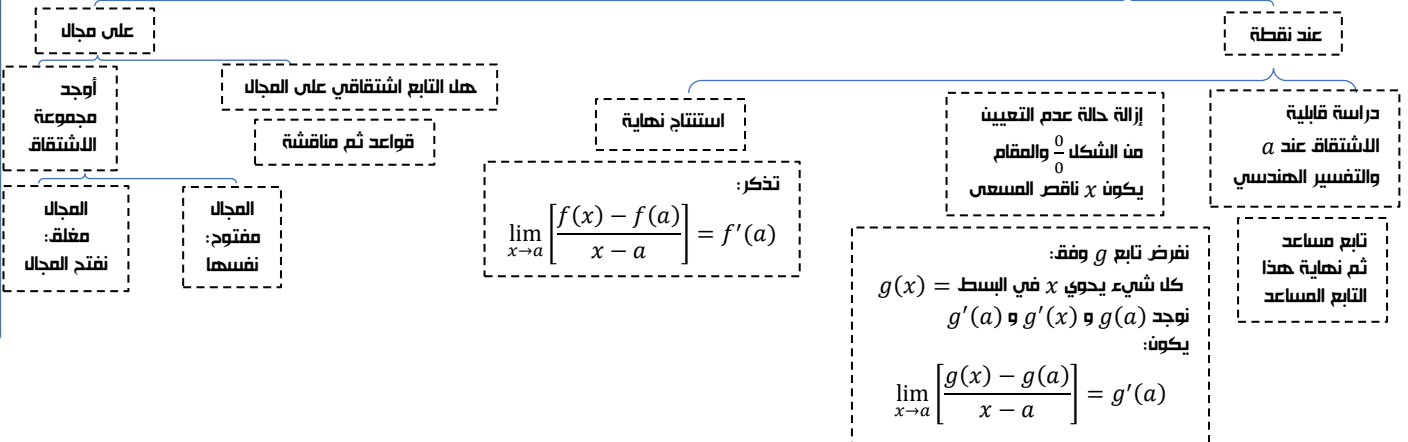 عند نقطة
على مجال
دراسة قابلية
الاشتقاق عند a
والتفسير الهندسي
تابع مساعد
ثم نهاية هذا
التابع المساعد
إزالة حالة عدم التعيين
من الشكل 0/0 والمقام
يكون x ناقص المسعى
نفرض تابع g وفق:
كل شيء يحوي x في البسط = g(x)
نوجد g(a) و g′(x) و g′(a)
يكون:
lim x→a [(g(x) − g(a))/(x − a)] = g′(a)
استنتاج نهاية
تذكر:
lim x→a [(f(x) − f(a))/(x − a)] = f′(a)
هل التابع اشتقاقي على المجال
قواعد ثم مناقشة
أوجد
مجموعة
الاشتقاق
المجال
مفتوح:
نفسها
المجال
مغلق:
نفتح المجال